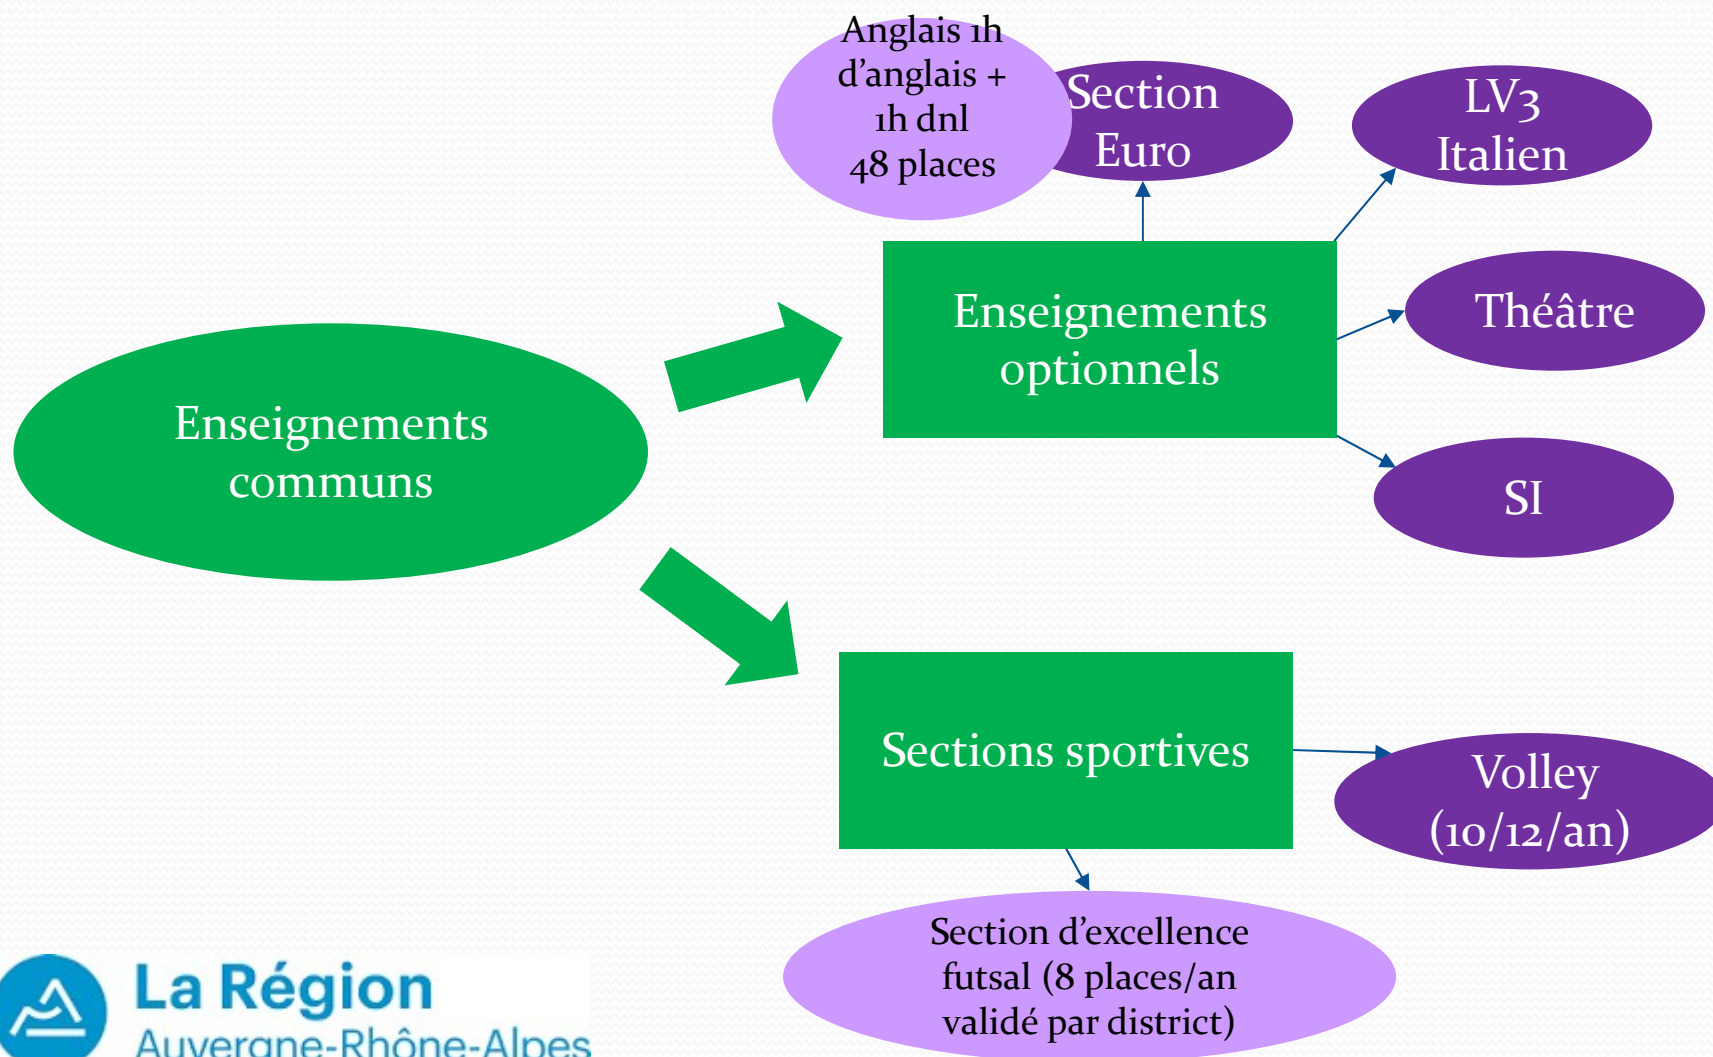 Anglais 1h
d'anglais +
1h dnl
48 places
Section
Euro
LV3
Italien
Enseignements
optionnels
Théâtre
Enseignements
communs
SI
Sections sportives
Volley
(10/12/an)
Section d'excellence
futsal (8 places/an
validé par district)
La Région
Auvergne-Rhône-Alpes